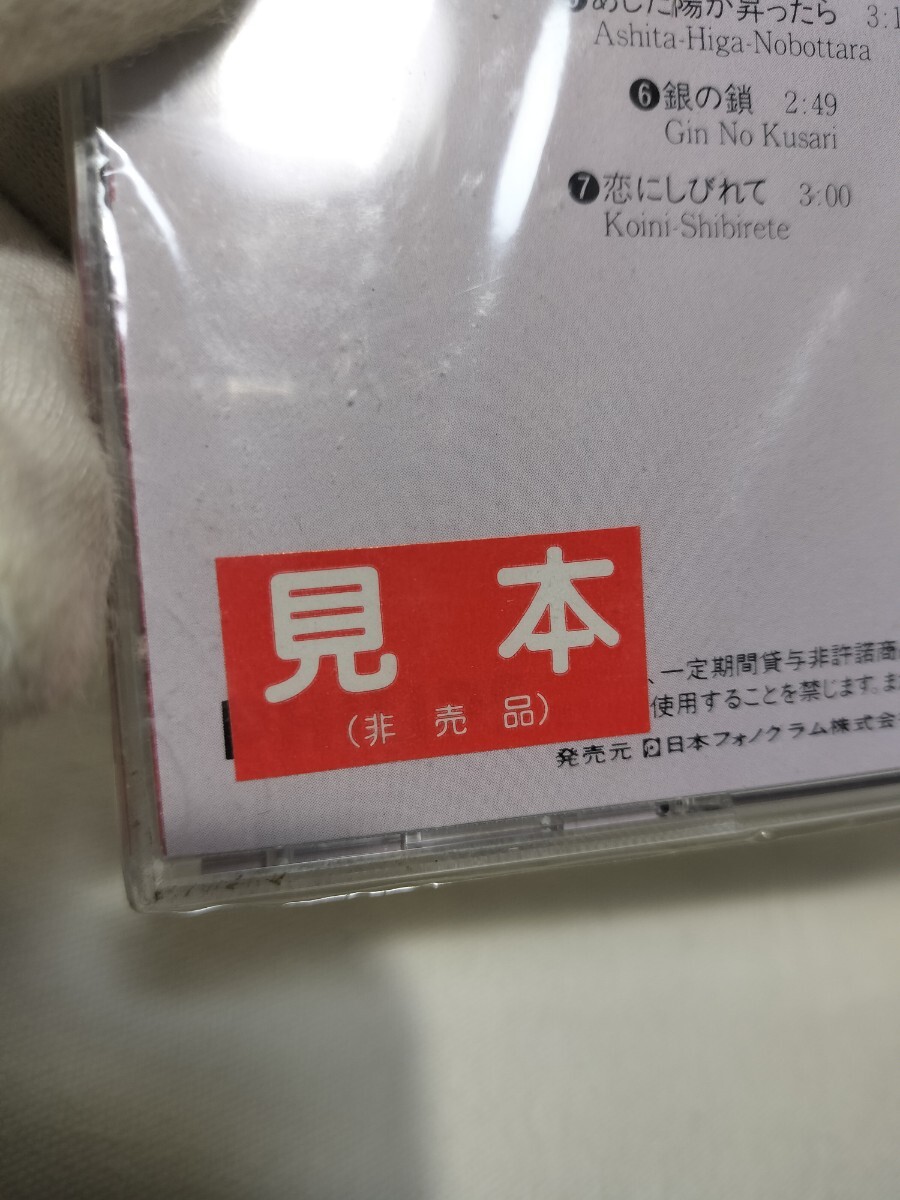 ❺あした陽が昇ったら 3:1
Ashita-Higa-Nobottara
❻銀の鎖 2:49
Gin No Kusari
❼恋にしびれて 3:00
Koini-Shibirete
見本
(非売品)
、一定期間貸与非許諾商
使用することを禁じます。ま
発売元 日本フォノグラム株式会